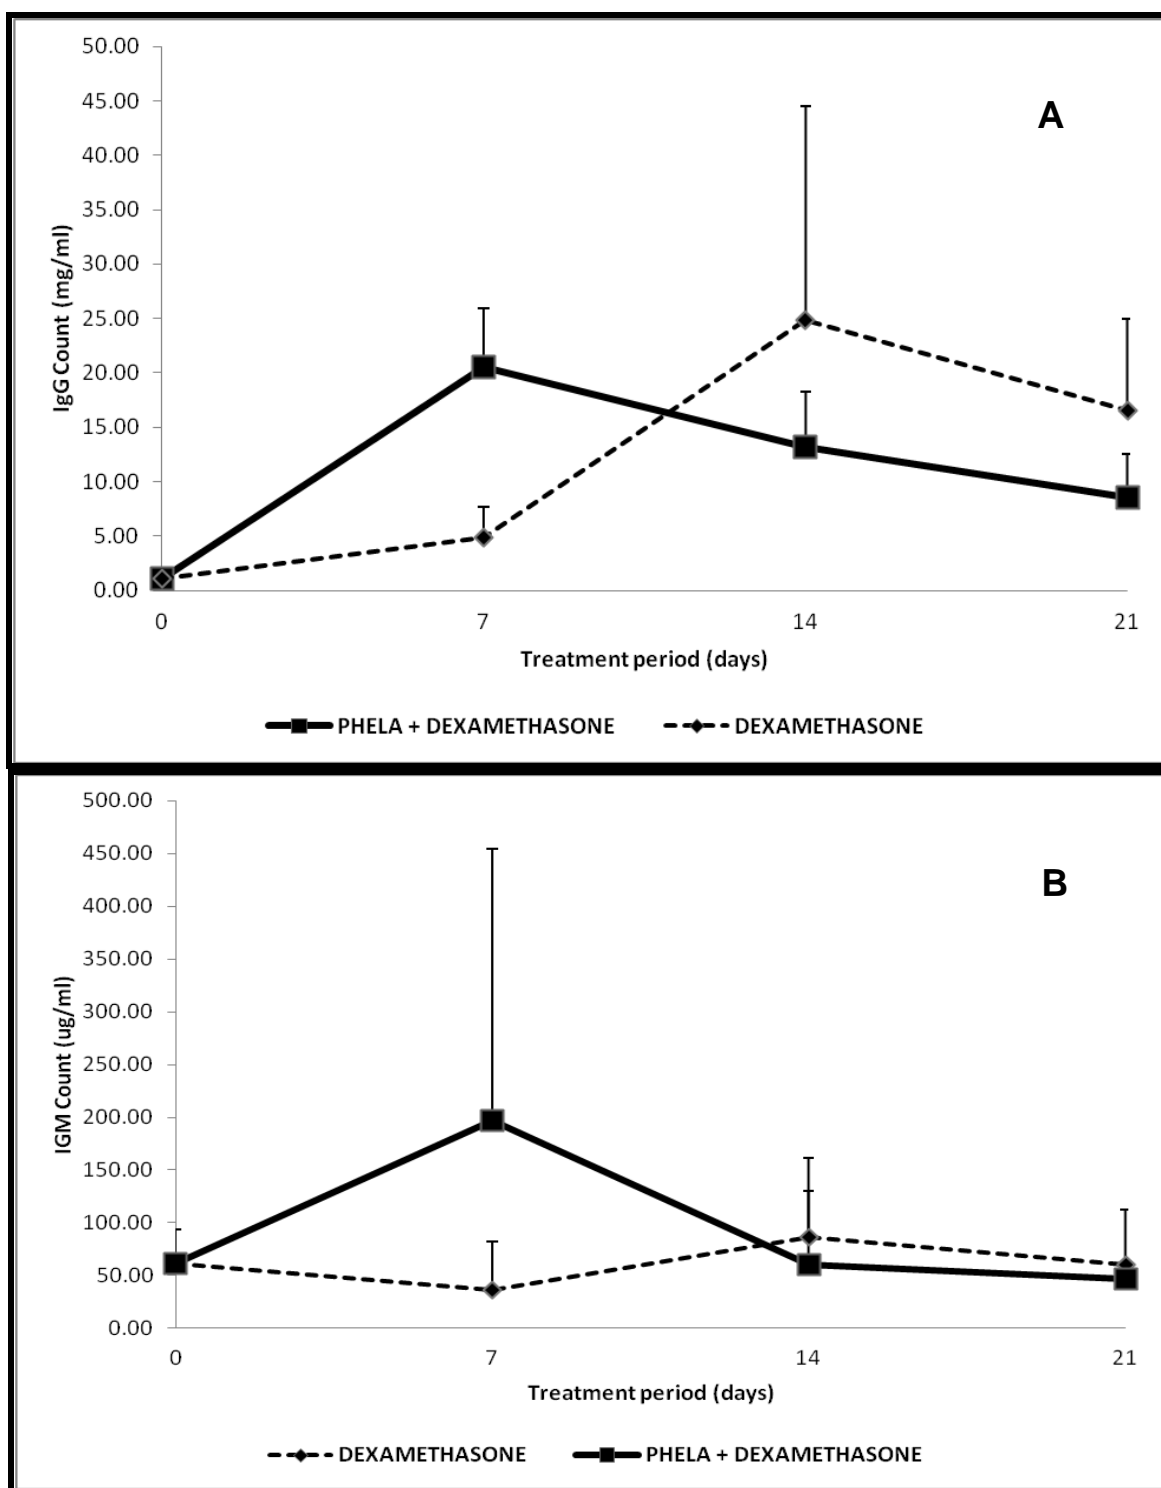 50.00
45.00
A
40.00
35.00
30.00
25.00
20.00
15.00
10.00
5.00
0.00
IgG Count (mg/ml)
0 7 14 21
Treatment period (days)
PHELA + DEXAMETHASONE DEXAMETHASONE
500.00
450.00
B
400.00
350.00
300.00
250.00
200.00
150.00
100.00
50.00
0.00
IGM Count (ug/ml)
0 7 14 21
Treatment period (days)
DEXAMETHASONE PHELA + DEXAMETHASONE